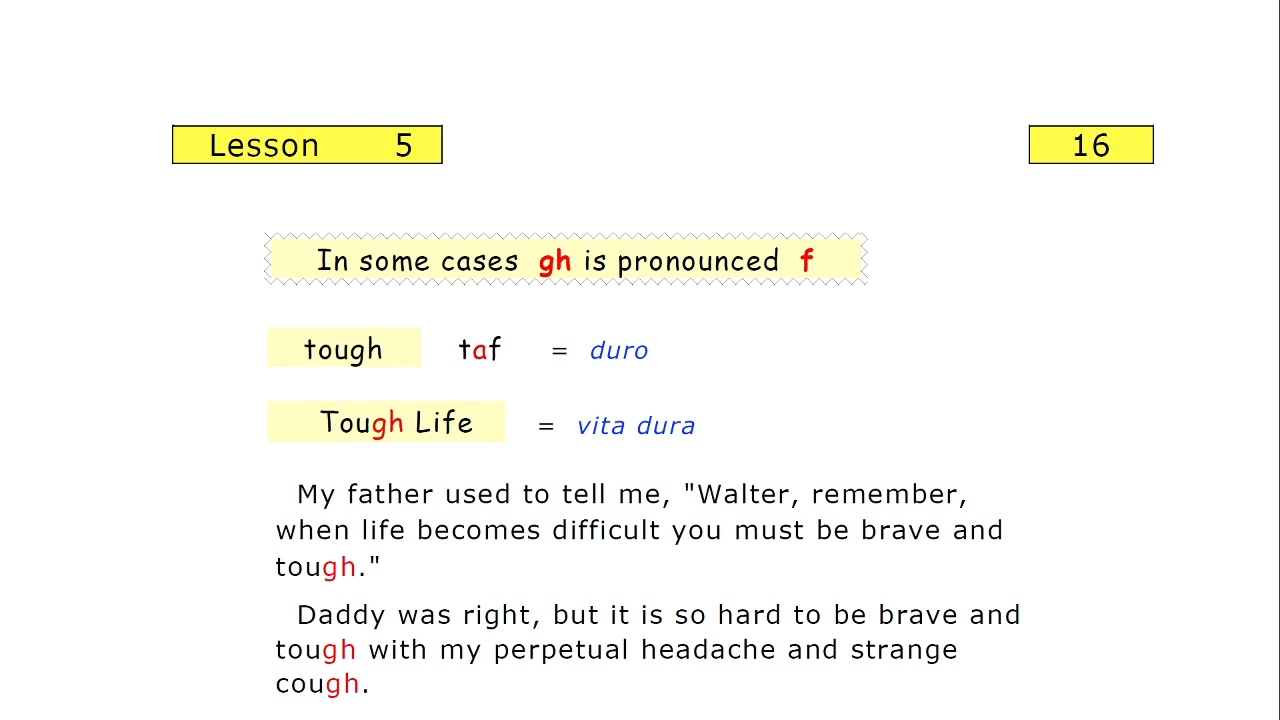 Lesson 5
16
In some cases gh is pronounced f
tough taf = duro
Tough Life = vita dura
My father used to tell me, "Walter, remember,
when life becomes difficult you must be brave and
tough."
Daddy was right, but it is so hard to be brave and
tough with my perpetual headache and strange
cough.